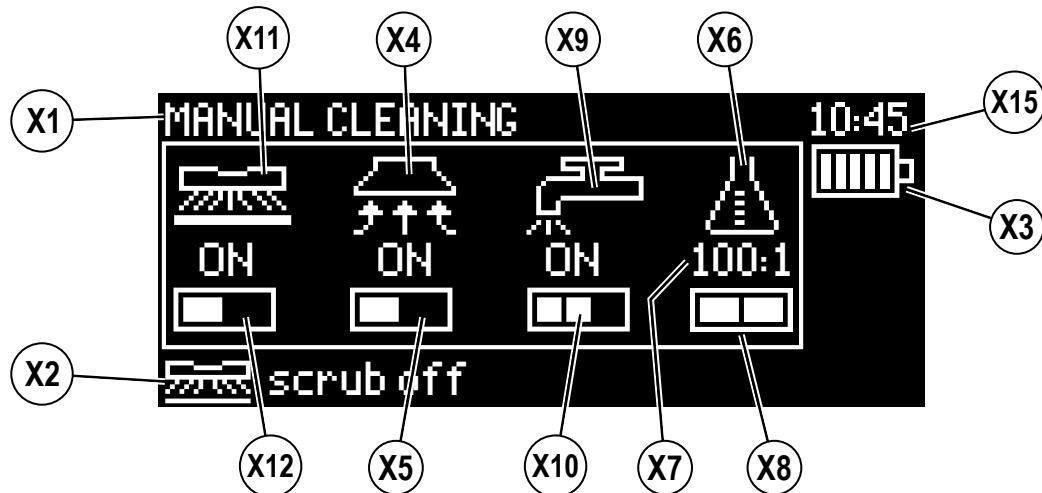 X11 X4 X9 X6
X1 MANUAL CLEANING 10:45 X15
X3
ON ON ON 100:1
X2 scrub off
X12 X5 X10 X7 X8